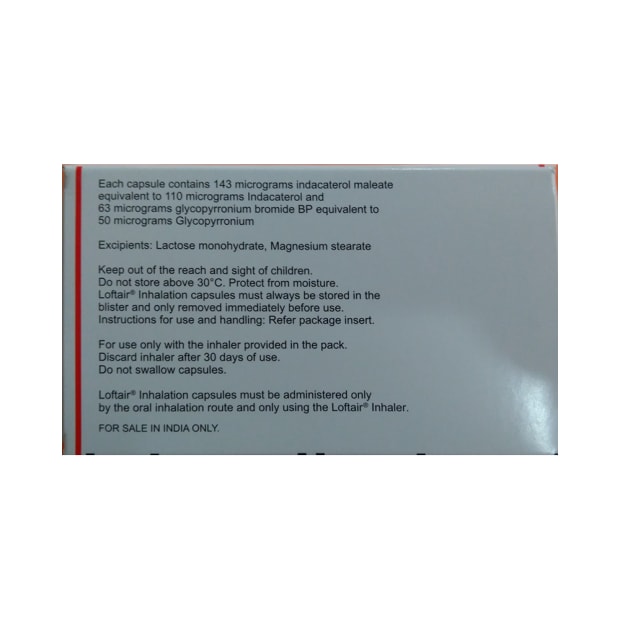 Each capsule contains 143 micrograms indacaterol maleate
equivalent to 110 micrograms Indacaterol and
63 micrograms glycopyrronium bromide BP equivalent to
50 micrograms Glycopyrronium
Excipients: Lactose monohydrate, Magnesium stearate
Keep out of the reach and sight of children.
Do not store above 30°C. Protect from moisture.
Loftair® Inhalation capsules must always be stored in the
blister and only removed immediately before use.
Instructions for use and handling: Refer package insert.
For use only with the inhaler provided in the pack.
Discard inhaler after 30 days of use.
Do not swallow capsules.
Loftair® Inhalation capsules must be administered only
by the oral inhalation route and only using the Loftair® Inhaler.
FOR SALE IN INDIA ONLY.